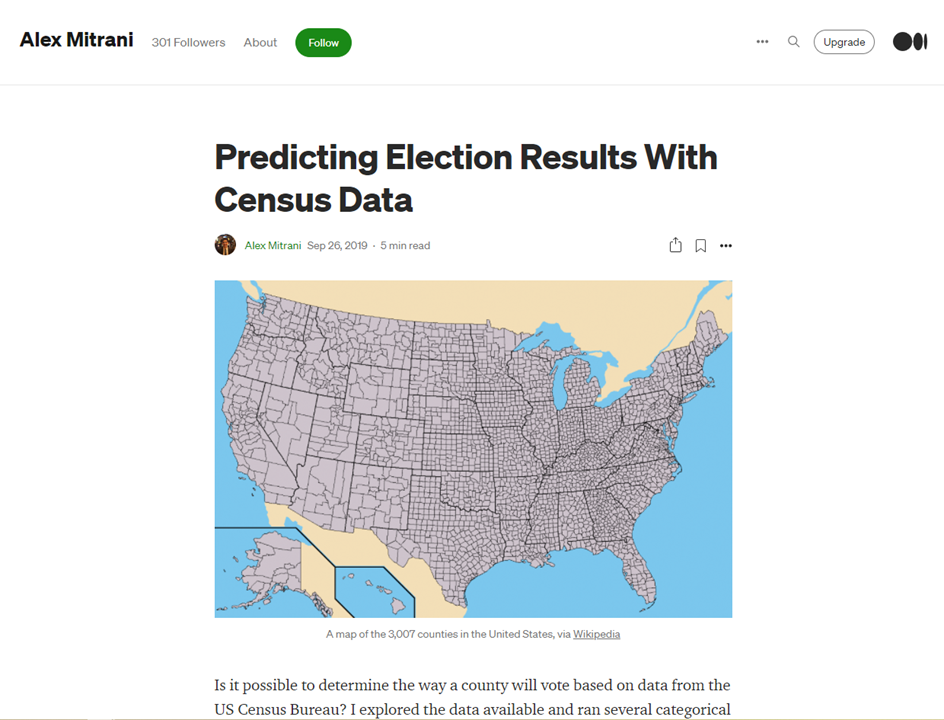 Alex Mitrani 301 Followers About Follow Upgrade
Predicting Election Results With
Census Data
Alex Mitrani Sep 26, 2019 · 5 min read
A map of the 3,007 counties in the United States, via Wikipedia
Is it possible to determine the way a county will vote based on data from the
US Census Bureau? I explored the data available and ran several categorical